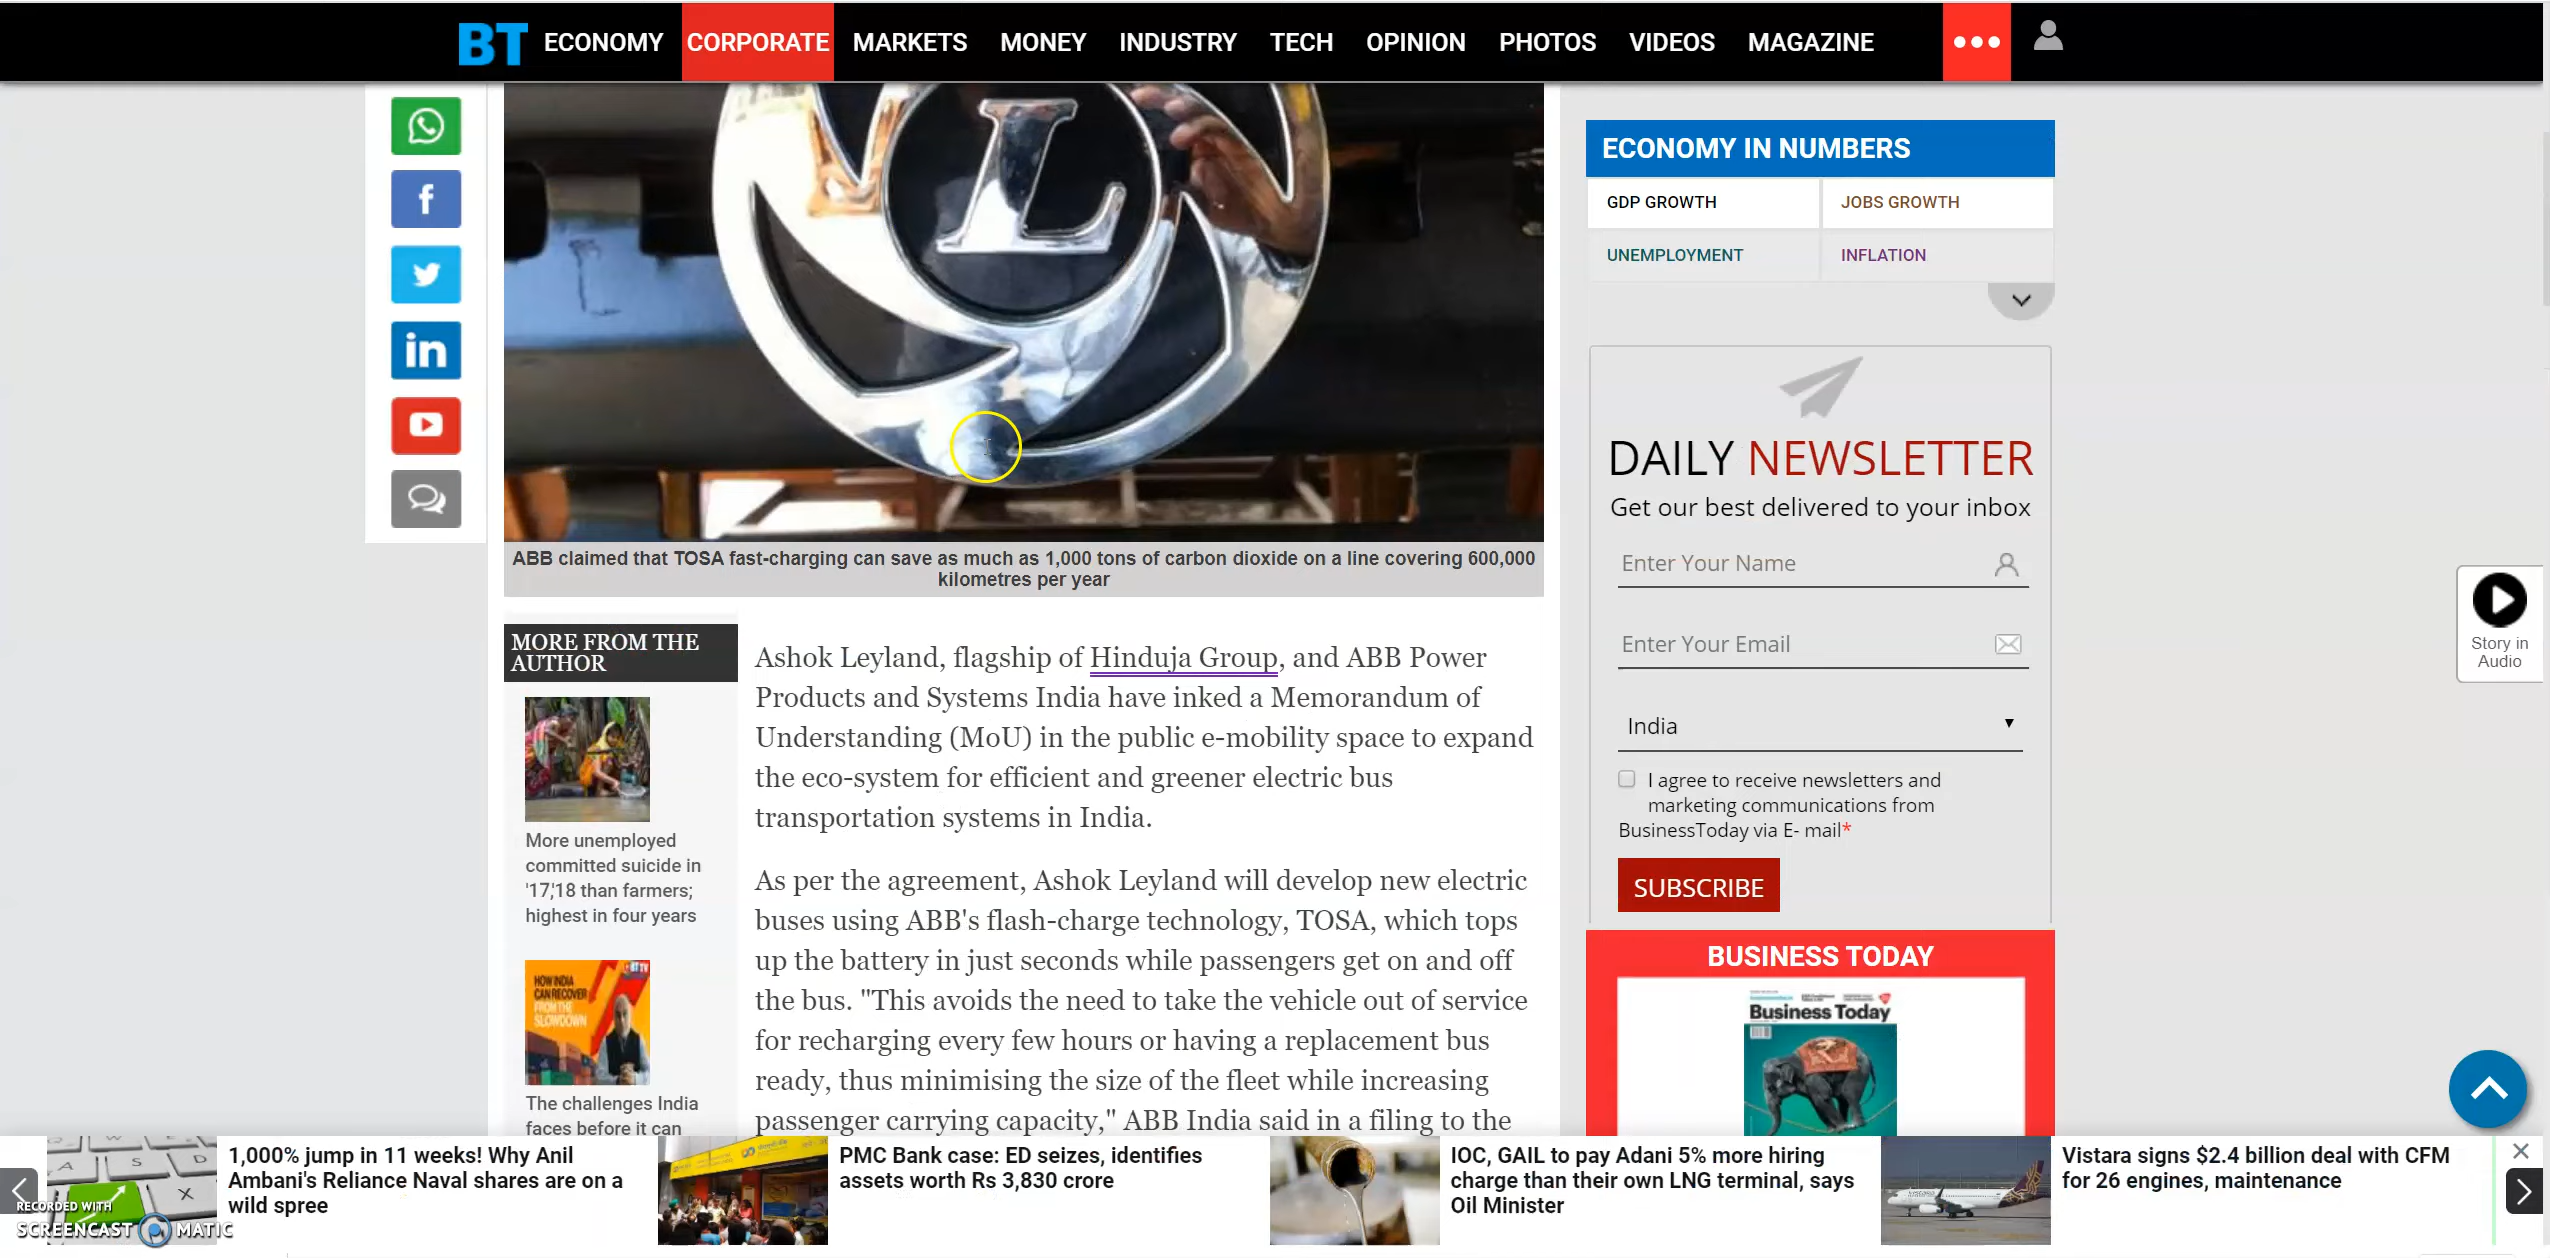 BT ECONOMY CORPORATE MARKETS MONEY INDUSTRY TECH OPINION PHOTOS VIDEOS MAGAZINE
L
ABB claimed that TOSA fast-charging can save as much as 1,000 tons of carbon dioxide on a line covering 600,000
kilometres per year
MORE FROM THE
AUTHOR
More unemployed
committed suicide in
'17,'18 than farmers;
highest in four years
HOW INDIA
CAN RECOVER
FROM THE
SLOWDOWN
The challenges India
faces before it can
Ashok Leyland, flagship of Hinduja Group, and ABB Power
Products and Systems India have inked a Memorandum of
Understanding (MoU) in the public e-mobility space to expand
the eco-system for efficient and greener electric bus
transportation systems in India.
As per the agreement, Ashok Leyland will develop new electric
buses using ABB's flash-charge technology, TOSA, which tops
up the battery in just seconds while passengers get on and off
the bus. "This avoids the need to take the vehicle out of service
for recharging every few hours or having a replacement bus
ready, thus minimising the size of the fleet while increasing
passenger carrying capacity," ABB India said in a filing to the
ECONOMY IN NUMBERS
GDP GROWTH JOBS GROWTH
UNEMPLOYMENT INFLATION
DAILY NEWSLETTER
Get our best delivered to your inbox
Enter Your Name
Enter Your Email
India
I agree to receive newsletters and
marketing communications from
BusinessToday via E- mail*
SUBSCRIBE
BUSINESS TODAY
Business Today
Story in
Audio
1,000% jump in 11 weeks! Why Anil
Ambani's Reliance Naval shares are on a
wild spree
PMC Bank case: ED seizes, identifies
assets worth Rs 3,830 crore
IOC, GAIL to pay Adani 5% more hiring
charge than their own LNG terminal, says
Oil Minister
Vistara signs $2.4 billion deal with CFM
for 26 engines, maintenance
A S D
X
RECORDED WITH
SCREENCAST MATIC